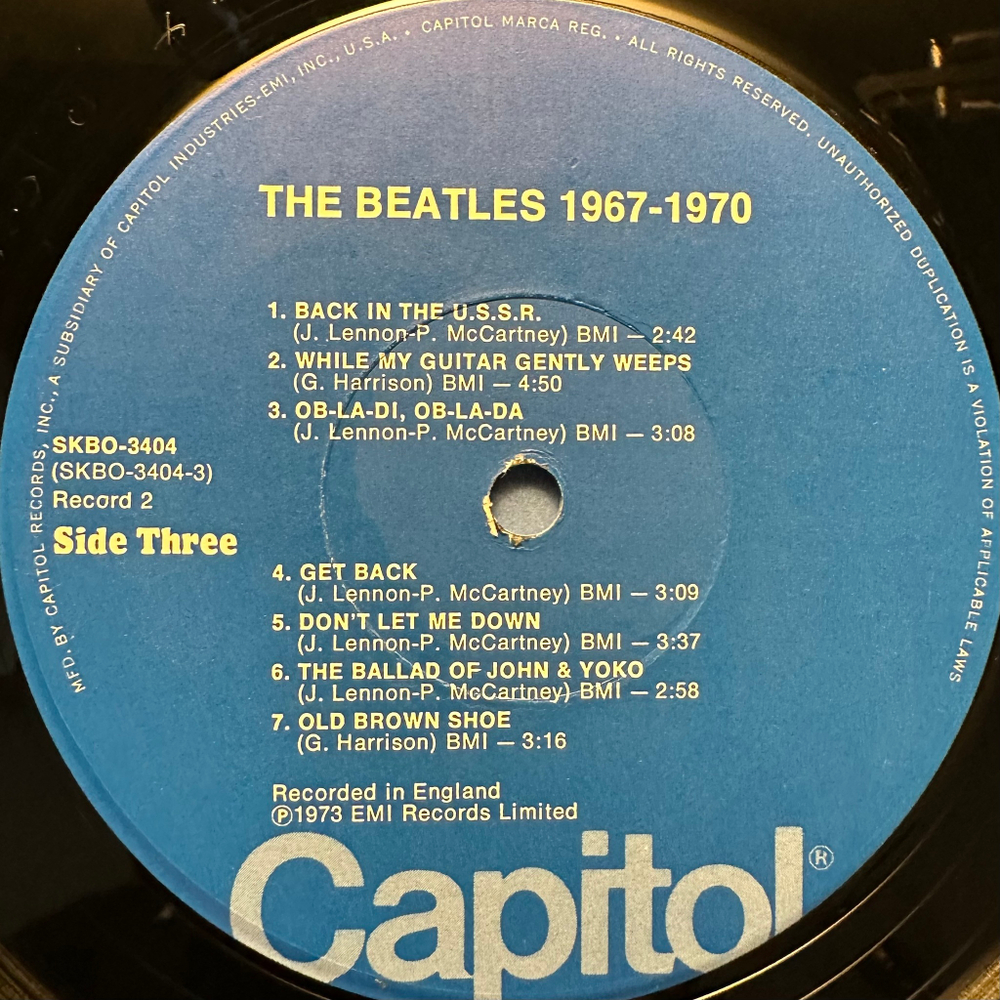 MFD. BY CAPITOL RECORDS, INC., A SUBSIDIARY OF CAPITOL INDUSTRIES-EMI, INC., U.S.A. • CAPITOL MARCA REG. • ALL RIGHTS RESERVED. UNAUTHORIZED DUPLICATION IS A VIOLATION OF APPLICABLE LAWS
THE BEATLES 1967-1970
1. BACK IN THE U.S.S.R.
(J. Lennon-P. McCartney) BMI — 2:42
2. WHILE MY GUITAR GENTLY WEEPS
(G. Harrison) BMI — 4:50
3. OB-LA-DI, OB-LA-DA
(J. Lennon-P. McCartney) BMI — 3:08
SKBO-3404
(SKBO-3404-3)
Record 2
Side Three
4. GET BACK
(J. Lennon-P. McCartney) BMI — 3:09
5. DON'T LET ME DOWN
(J. Lennon-P. McCartney) BMI — 3:37
6. THE BALLAD OF JOHN & YOKO
(J. Lennon-P. McCartney) BMI — 2:58
7. OLD BROWN SHOE
(G. Harrison) BMI — 3:16
Recorded in England
℗1973 EMI Records Limited
Capitol®